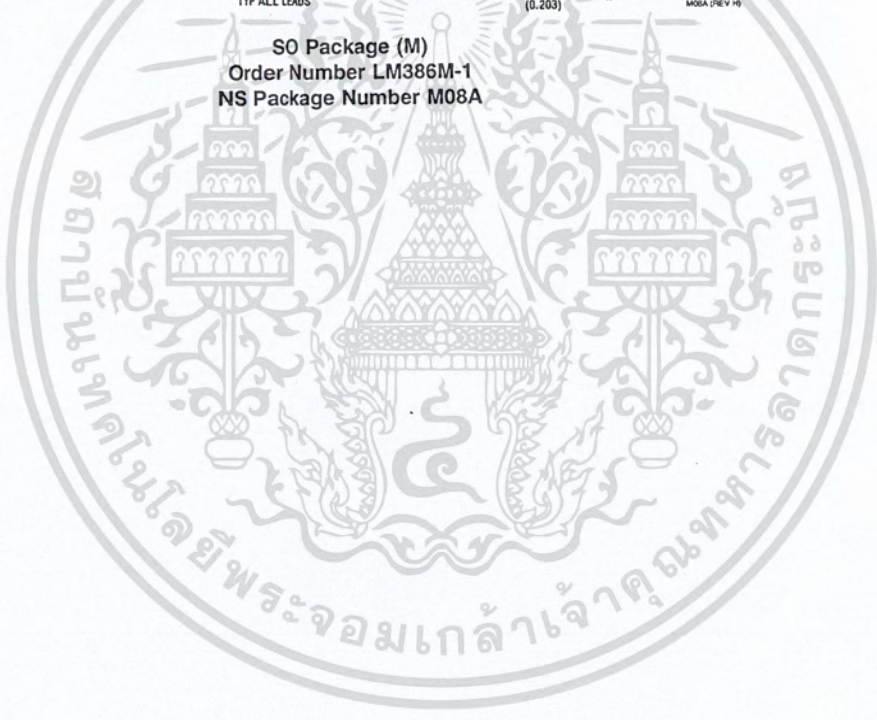 TYP ALL LEADS
(0.203)
M08A (REV H)
SO Package (M)
Order Number LM386M-1
NS Package Number M08A
สถาบันเทคโนโลยีพระจอมเกล้าเจ้าคุณทหารลาดกระบัง